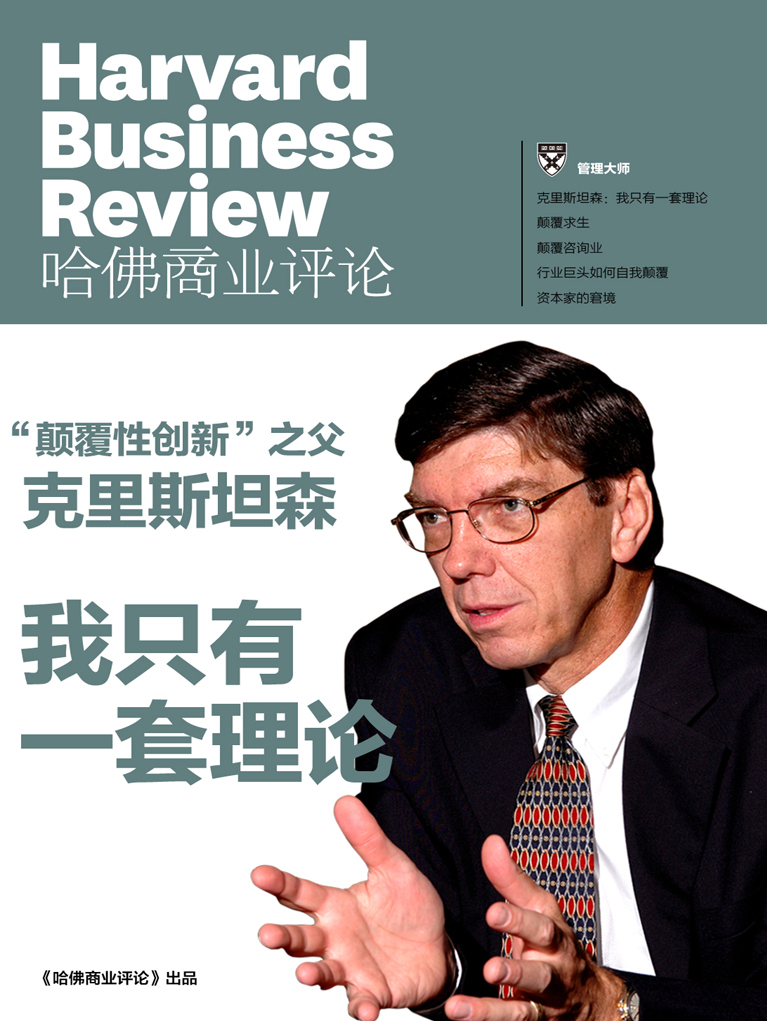 Harvard
Business
Review
哈佛商业评论
管理大师
克里斯坦森：我只有一套理论
颠覆求生
颠覆咨询业
行业巨头如何自我颠覆
资本家的窘境
“颠覆性创新”之父
克里斯坦森
我只有
一套理论
《哈佛商业评论》出品